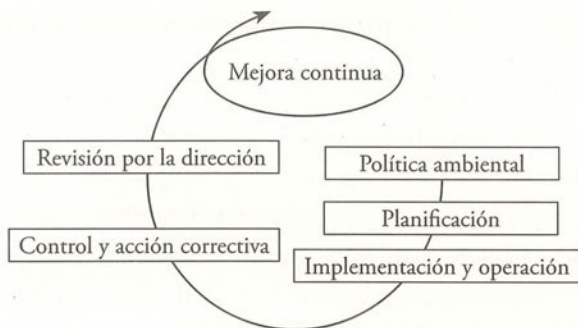 Mejora continua
Revisión por la dirección
Política ambiental
Planificación
Control y acción correctiva
Implementación y operación